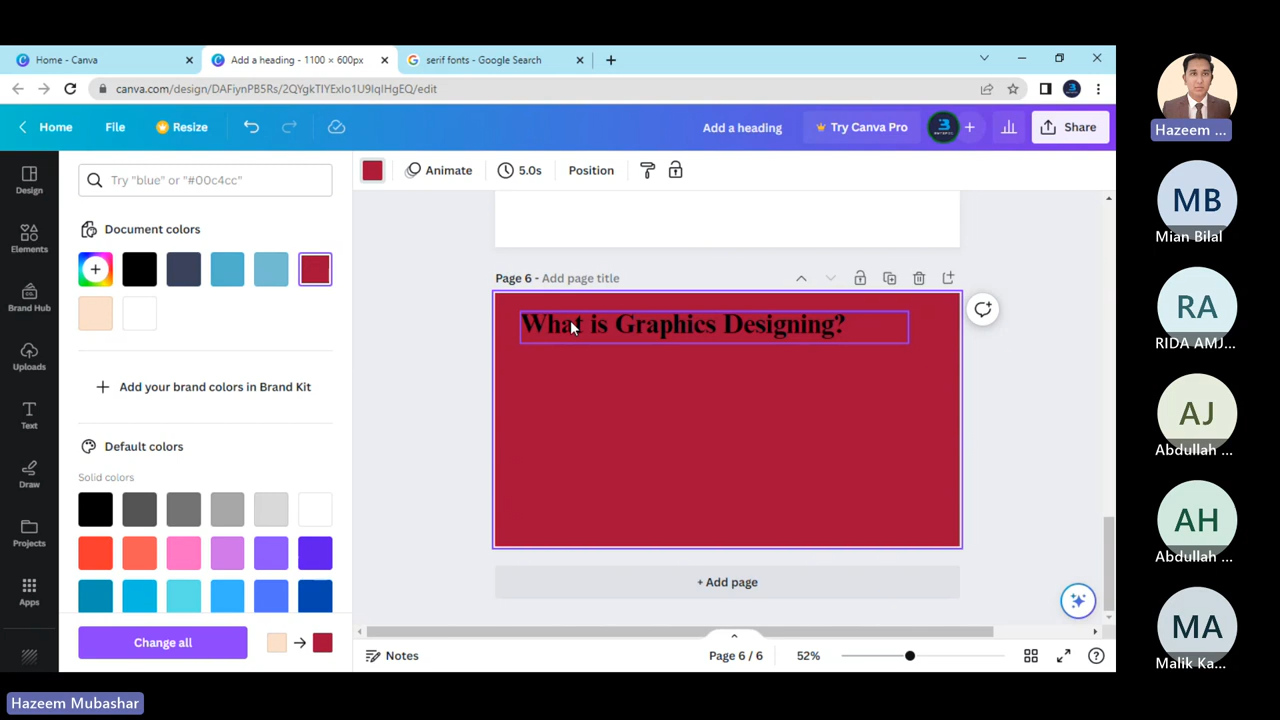 Home - Canva
Add a heading - 1100 × 600px
serif fonts - Google Search
canva.com/design/DAFiynPB5Rs/2QYgkTIYExIo1U9IqIHgEQ/edit
Home
File
Resize
Add a heading
Try Canva Pro
Share
Design
Elements
Brand Hub
Uploads
Text
Draw
Projects
Apps
Try "blue" or "#00c4cc"
Document colors
Add your brand colors in Brand Kit
Default colors
Solid colors
Change all
Animate
5.0s
Position
Page 6 - Add page title
What is Graphics Designing?
+ Add page
Notes
Page 6 / 6
52%
Hazeem ...
MB
Mian Bilal
RA
RIDA AMJ...
AJ
Abdullah ...
AH
Abdullah ...
MA
Malik Ka...
Hazeem Mubashar